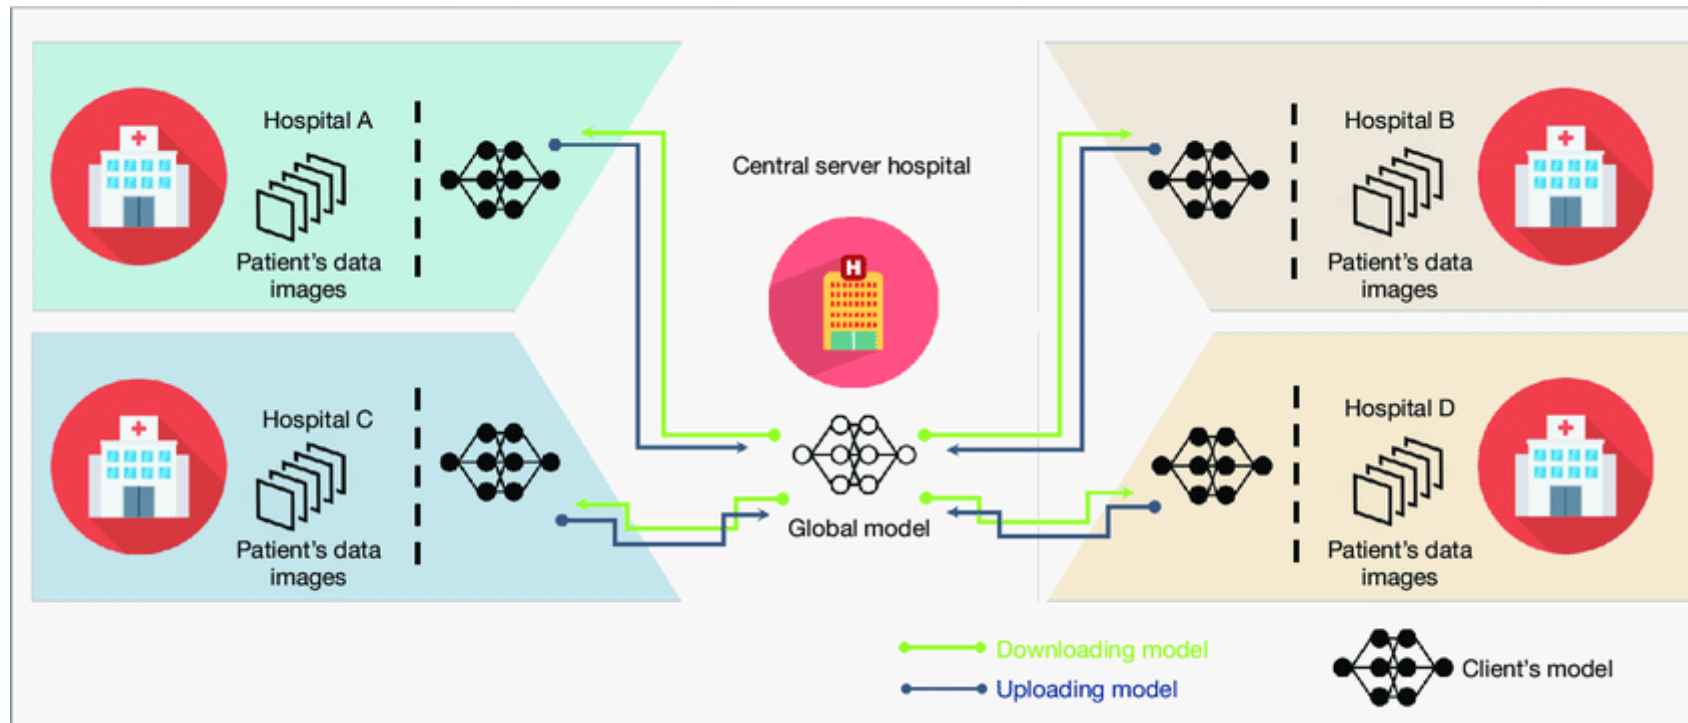 Hospital A
Patient's data
images
Central server hospital
H
Hospital B
Patient's data
images
Hospital C
Patient's data
images
Global model
Hospital D
Patient's data
images
Downloading model
Uploading model
Client's model